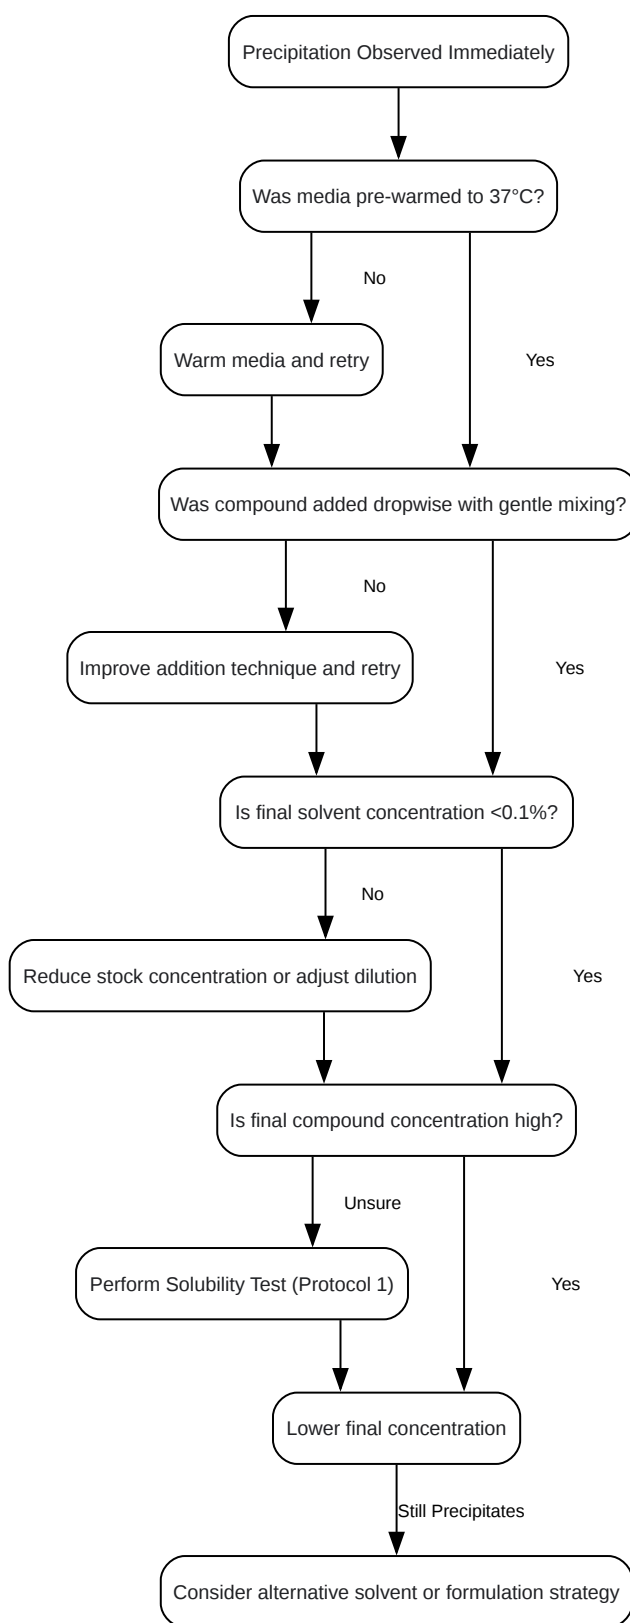 Precipitation Observed Immediately
Was media pre-warmed to 37°C?
No
Warm media and retry
Yes
Was compound added dropwise with gentle mixing?
No
Improve addition technique and retry
Yes
Is final solvent concentration <0.1%?
No
Reduce stock concentration or adjust dilution
Yes
Is final compound concentration high?
Unsure
Perform Solubility Test (Protocol 1)
Yes
Lower final concentration
Still Precipitates
Consider alternative solvent or formulation strategy